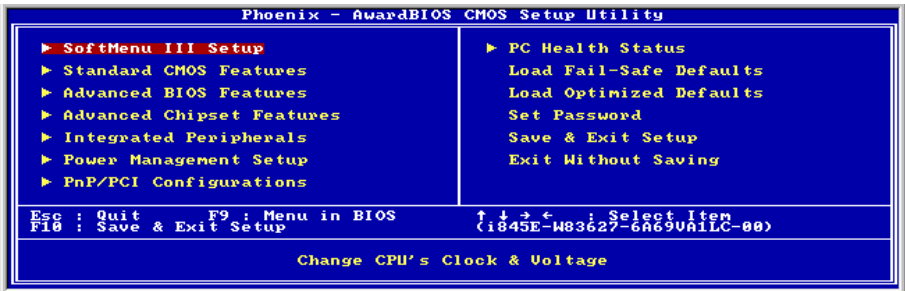 Phoenix - AwardBIOS CMOS Setup Utility
► SoftMenu III Setup
► Standard CMOS Features
► Advanced BIOS Features
► Advanced Chipset Features
► Integrated Peripherals
► Power Management Setup
► PnP/PCI Configurations
► PC Health Status
Load Fail-Safe Defaults
Load Optimized Defaults
Set Password
Save & Exit Setup
Exit Without Saving
Esc : Quit F9 : Menu in BIOS ↑ ↓ → ← : Select Item
F10 : Save & Exit Setup (i845E-W83627-6A69VA1LC-00)
Change CPU's Clock & Voltage